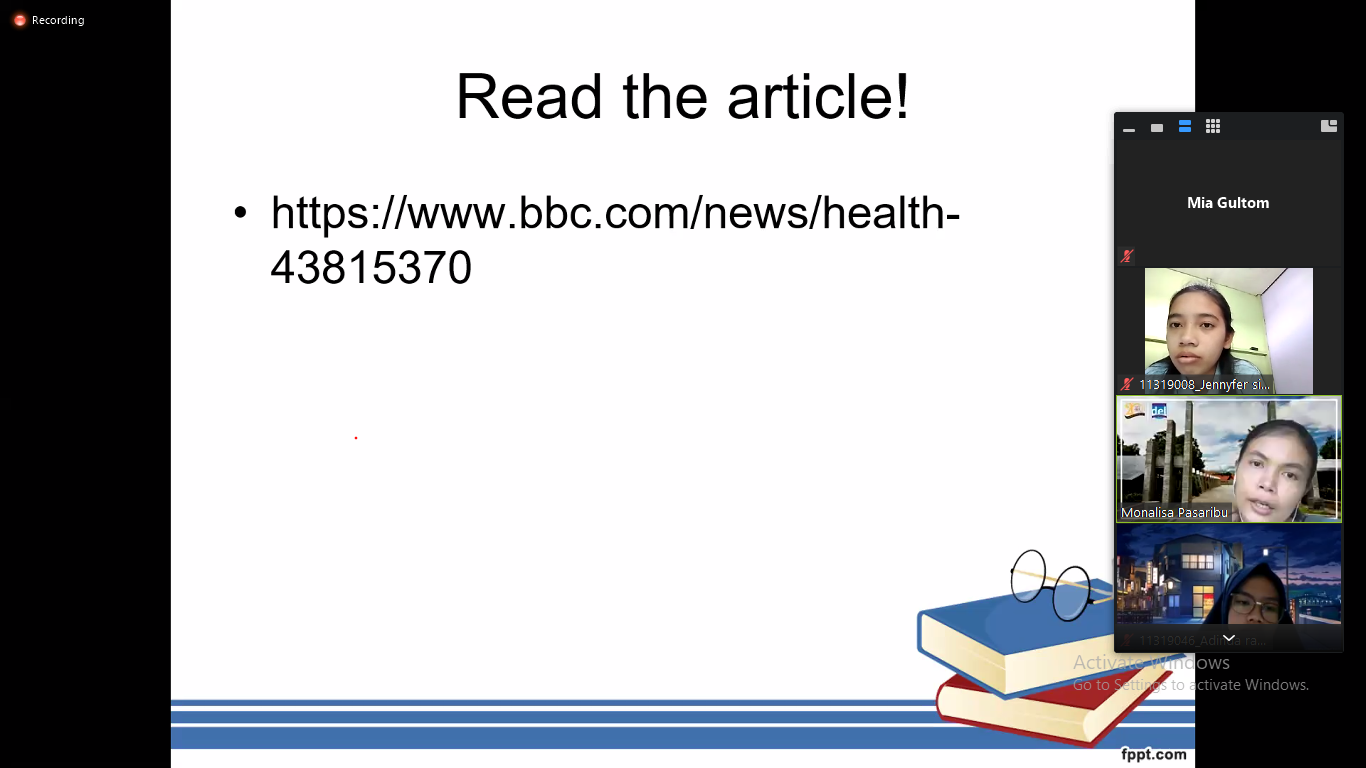 Recording
Read the article!
• https://www.bbc.com/news/health-
43815370
Mia Gultom
11319008_Jennyfer si...
del
Monalisa Pasaribu
11319046_Adinda ra...
Activate Windows
Go to Settings to activate Windows.
fppt.com